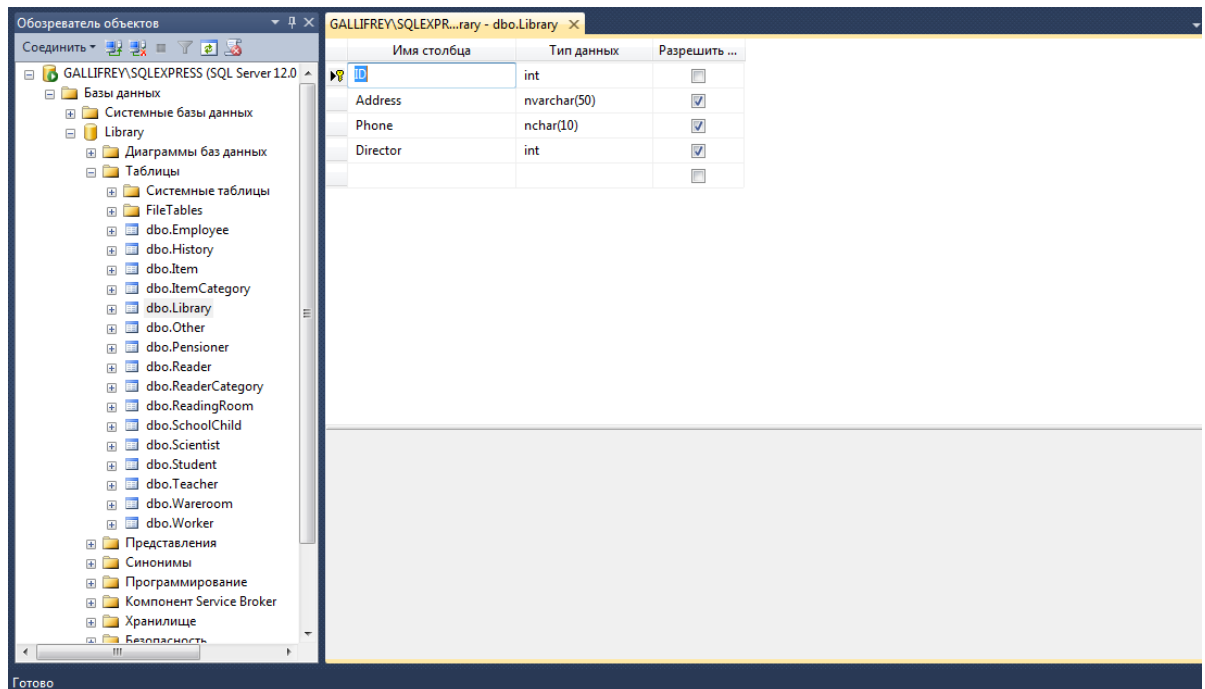 Обозреватель объектов
GALLIFREY\SQLEXPR...rary - dbo.Library
Соединить
GALLIFREY\SQLEXPRESS (SQL Server 12.0
Базы данных
Системные базы данных
Library
Диаграммы баз данных
Таблицы
Системные таблицы
FileTables
dbo.Employee
dbo.History
dbo.Item
dbo.ItemCategory
dbo.Library
dbo.Other
dbo.Pensioner
dbo.Reader
dbo.ReaderCategory
dbo.ReadingRoom
dbo.SchoolChild
dbo.Scientist
dbo.Student
dbo.Teacher
dbo.Wareroom
dbo.Worker
Представления
Синонимы
Программирование
Компонент Service Broker
Хранилище
Безопасность
Имя столбца Тип данных Разрешить ...
ID int
Address nvarchar(50)
Phone nchar(10)
Director int
Готово